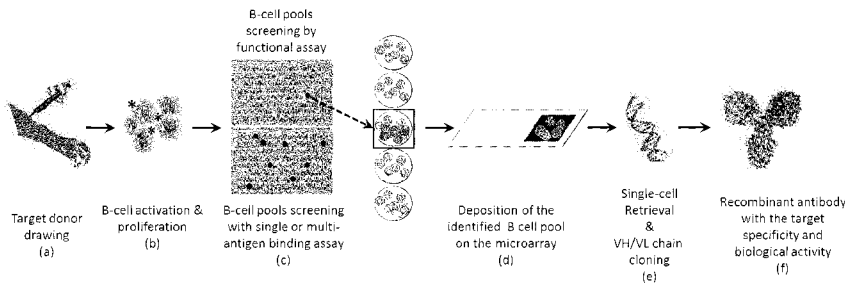 B-cell pools
screening by
functional assay
Target donor
drawing
(a)
B-cell activation &
proliferation
(b)
B-cell pools screening
with single or multi-
antigen binding assay
(c)
Deposition of the
identified B cell pool
on the microarray
(d)
Single-cell
Retrieval
&
VH/VL chain
cloning
(e)
Recombinant antibody
with the target
specificity and
biological activity
(f)